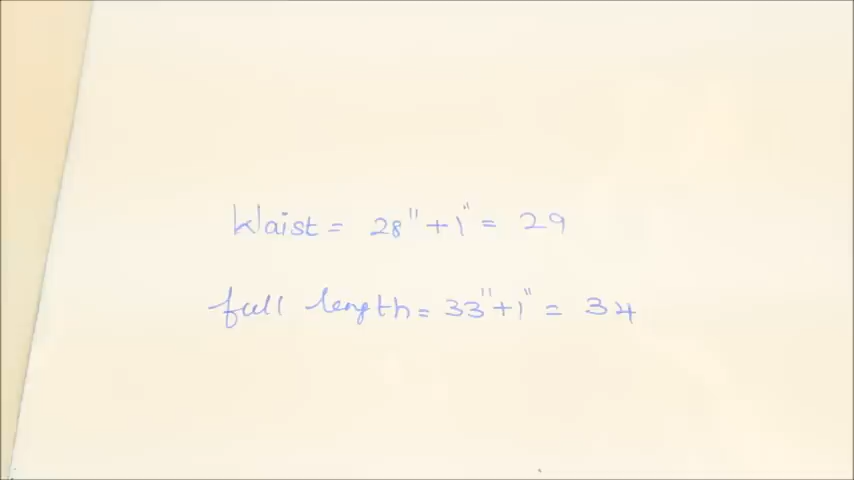 Waist = 28" + 1" = 29
full length = 33" + 1" = 34